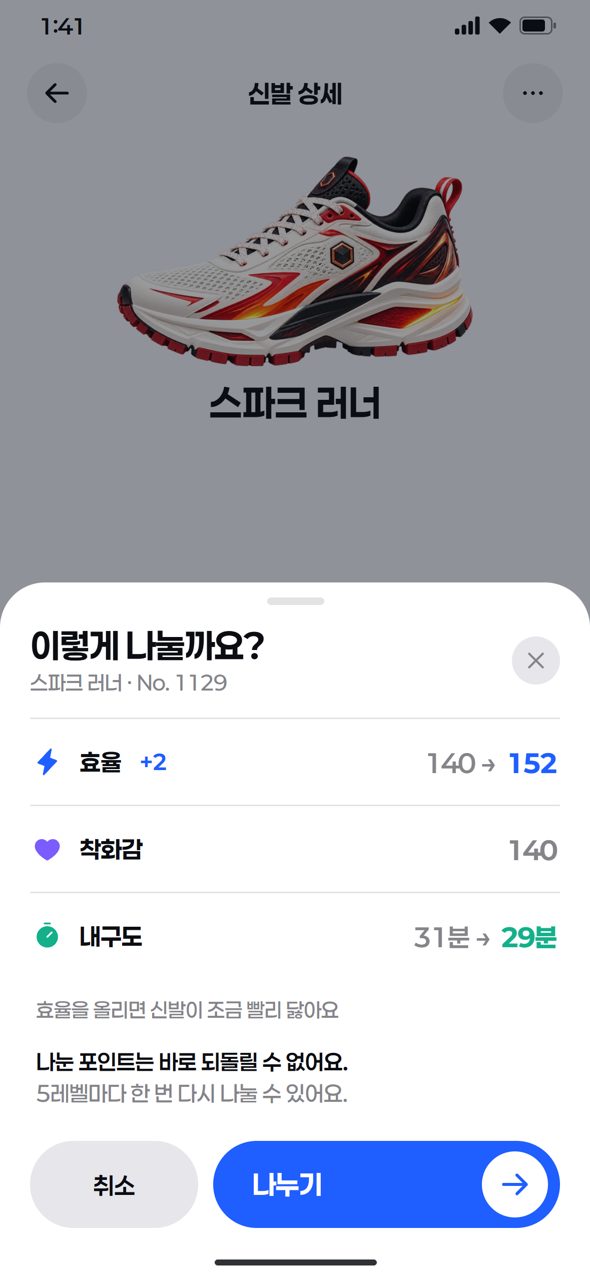 1:41
신발 상세
스파크 러너
이렇게 나눌까요?
스파크 러너 · No. 1129
효율 +2 140 → 152
착화감 140
내구도 31분 → 29분
효율을 올리면 신발이 조금 빨리 닳아요
나눈 포인트는 바로 되돌릴 수 없어요.
5레벨마다 한 번 다시 나눌 수 있어요.
취소 나누기